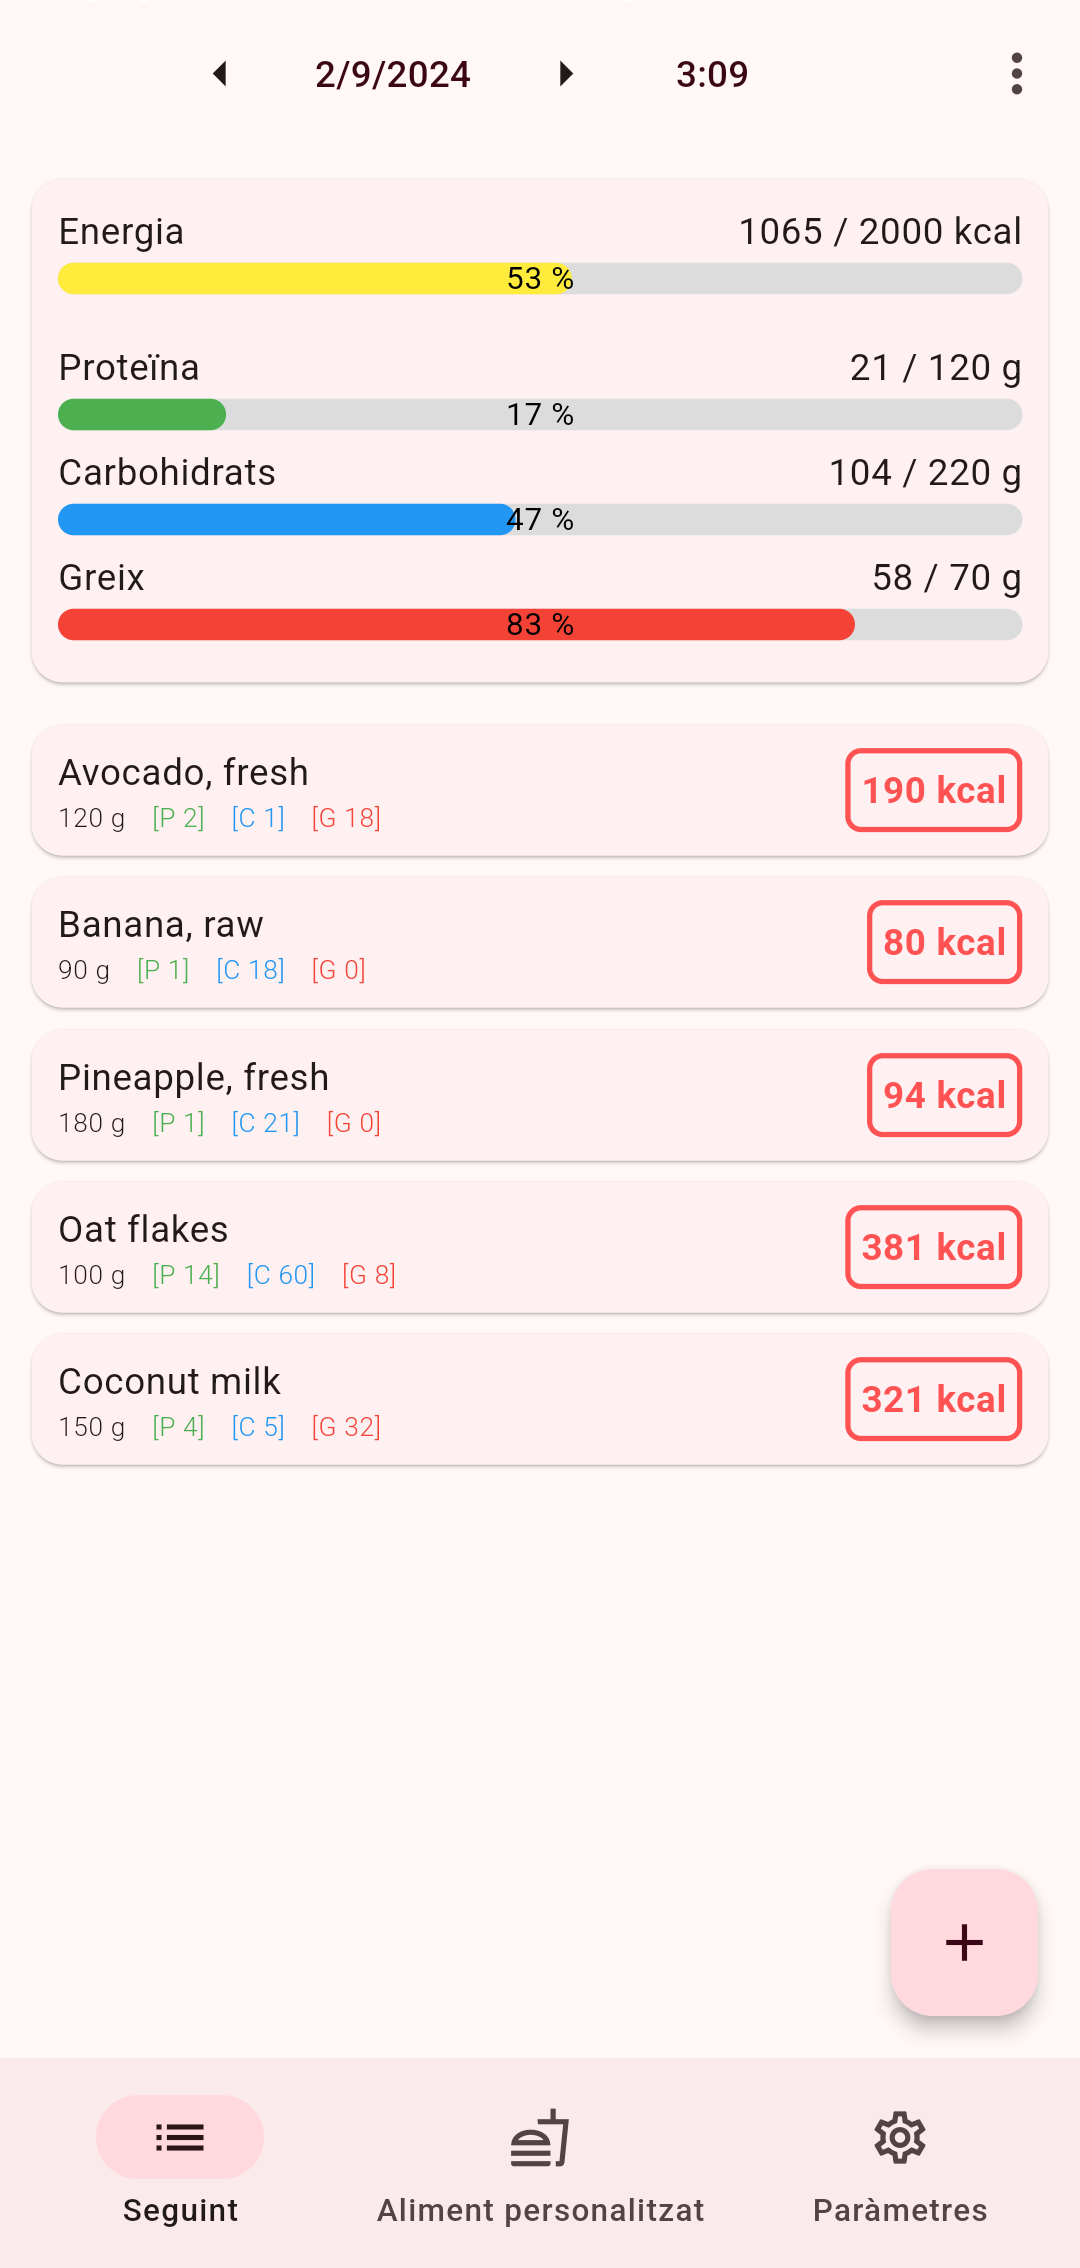 2/9/2024 3:09
Energia 1065 / 2000 kcal
53 %
Proteïna 21 / 120 g
17 %
Carbohidrats 104 / 220 g
47 %
Greix 58 / 70 g
83 %
Avocado, fresh
120 g [P 2] [C 1] [G 18]
190 kcal
Banana, raw
90 g [P 1] [C 18] [G 0]
80 kcal
Pineapple, fresh
180 g [P 1] [C 21] [G 0]
94 kcal
Oat flakes
100 g [P 14] [C 60] [G 8]
381 kcal
Coconut milk
150 g [P 4] [C 5] [G 32]
321 kcal
Seguint Aliment personalitzat Paràmetres